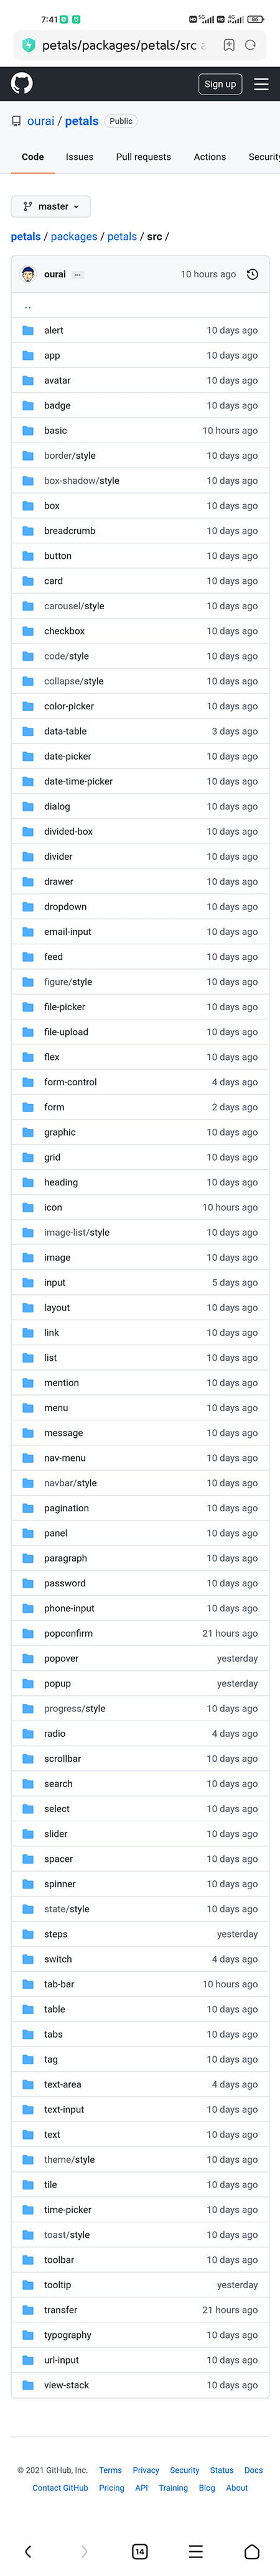 7:41
petals/packages/petals/src
Sign up
ourai / petals Public
Code Issues Pull requests Actions Security
master
petals / packages / petals / src /
ourai ... 10 hours ago
..
alert 10 days ago
app 10 days ago
avatar 10 days ago
badge 10 days ago
basic 10 hours ago
border/style 10 days ago
box-shadow/style 10 days ago
box 10 days ago
breadcrumb 10 days ago
button 10 days ago
card 10 days ago
carousel/style 10 days ago
checkbox 10 days ago
code/style 10 days ago
collapse/style 10 days ago
color-picker 10 days ago
data-table 3 days ago
date-picker 10 days ago
date-time-picker 10 days ago
dialog 10 days ago
divided-box 10 days ago
divider 10 days ago
drawer 10 days ago
dropdown 10 days ago
email-input 10 days ago
feed 10 days ago
figure/style 10 days ago
file-picker 10 days ago
file-upload 10 days ago
flex 10 days ago
form-control 4 days ago
form 2 days ago
graphic 10 days ago
grid 10 days ago
heading 10 days ago
icon 10 hours ago
image-list/style 10 days ago
image 10 days ago
input 5 days ago
layout 10 days ago
link 10 days ago
list 10 days ago
mention 10 days ago
menu 10 days ago
message 10 days ago
nav-menu 10 days ago
navbar/style 10 days ago
pagination 10 days ago
panel 10 days ago
paragraph 10 days ago
password 10 days ago
phone-input 10 days ago
popconfirm 21 hours ago
popover yesterday
popup yesterday
progress/style 10 days ago
radio 4 days ago
scrollbar 10 days ago
search 10 days ago
select 10 days ago
slider 10 days ago
spacer 10 days ago
spinner 10 days ago
state/style 10 days ago
steps yesterday
switch 4 days ago
tab-bar 10 hours ago
table 10 days ago
tabs 10 days ago
tag 10 days ago
text-area 4 days ago
text-input 10 days ago
text 10 days ago
theme/style 10 days ago
tile 10 days ago
time-picker 10 days ago
toast/style 10 days ago
toolbar 10 days ago
tooltip yesterday
transfer 21 hours ago
typography 10 days ago
url-input 10 days ago
view-stack 10 days ago
© 2021 GitHub, Inc. Terms Privacy Security Status Docs
Contact GitHub Pricing API Training Blog About
14